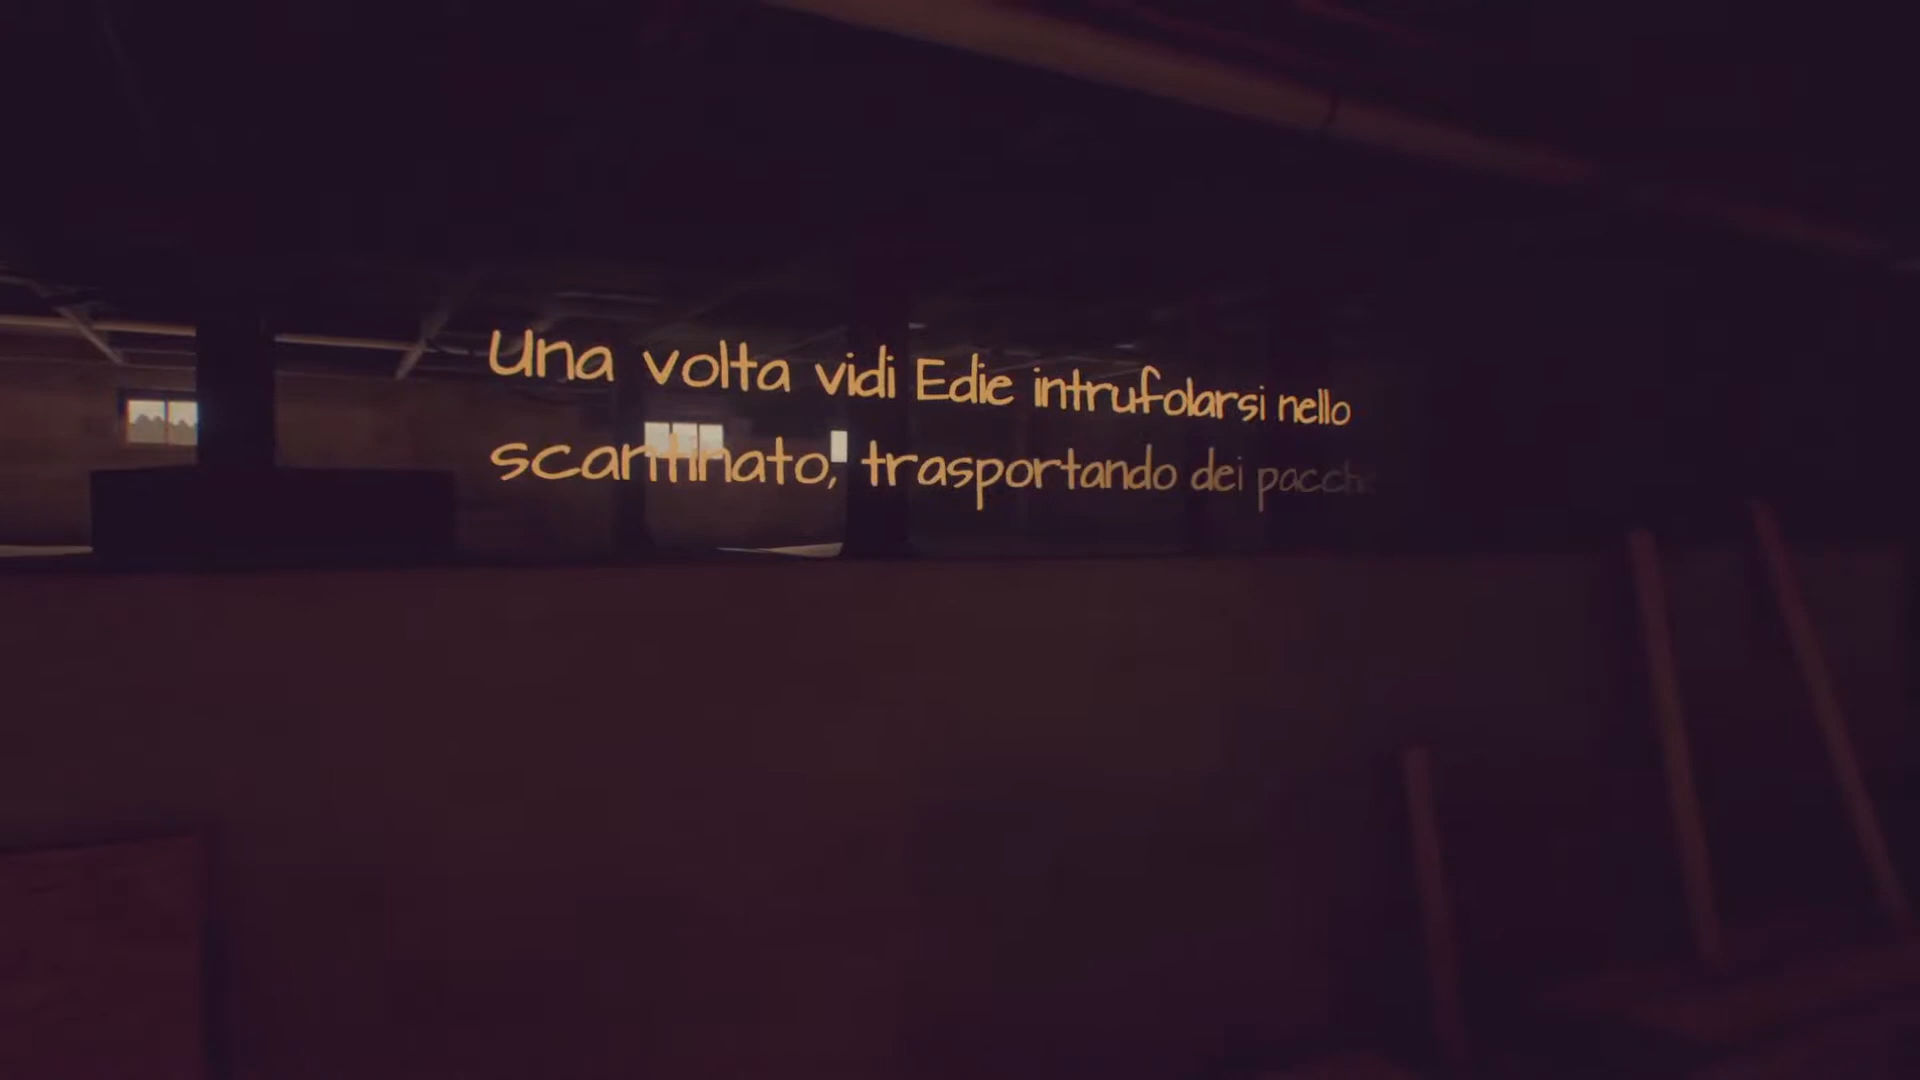 Una volta vidi Edie intrufolarsi nello
scantinato, trasportando dei